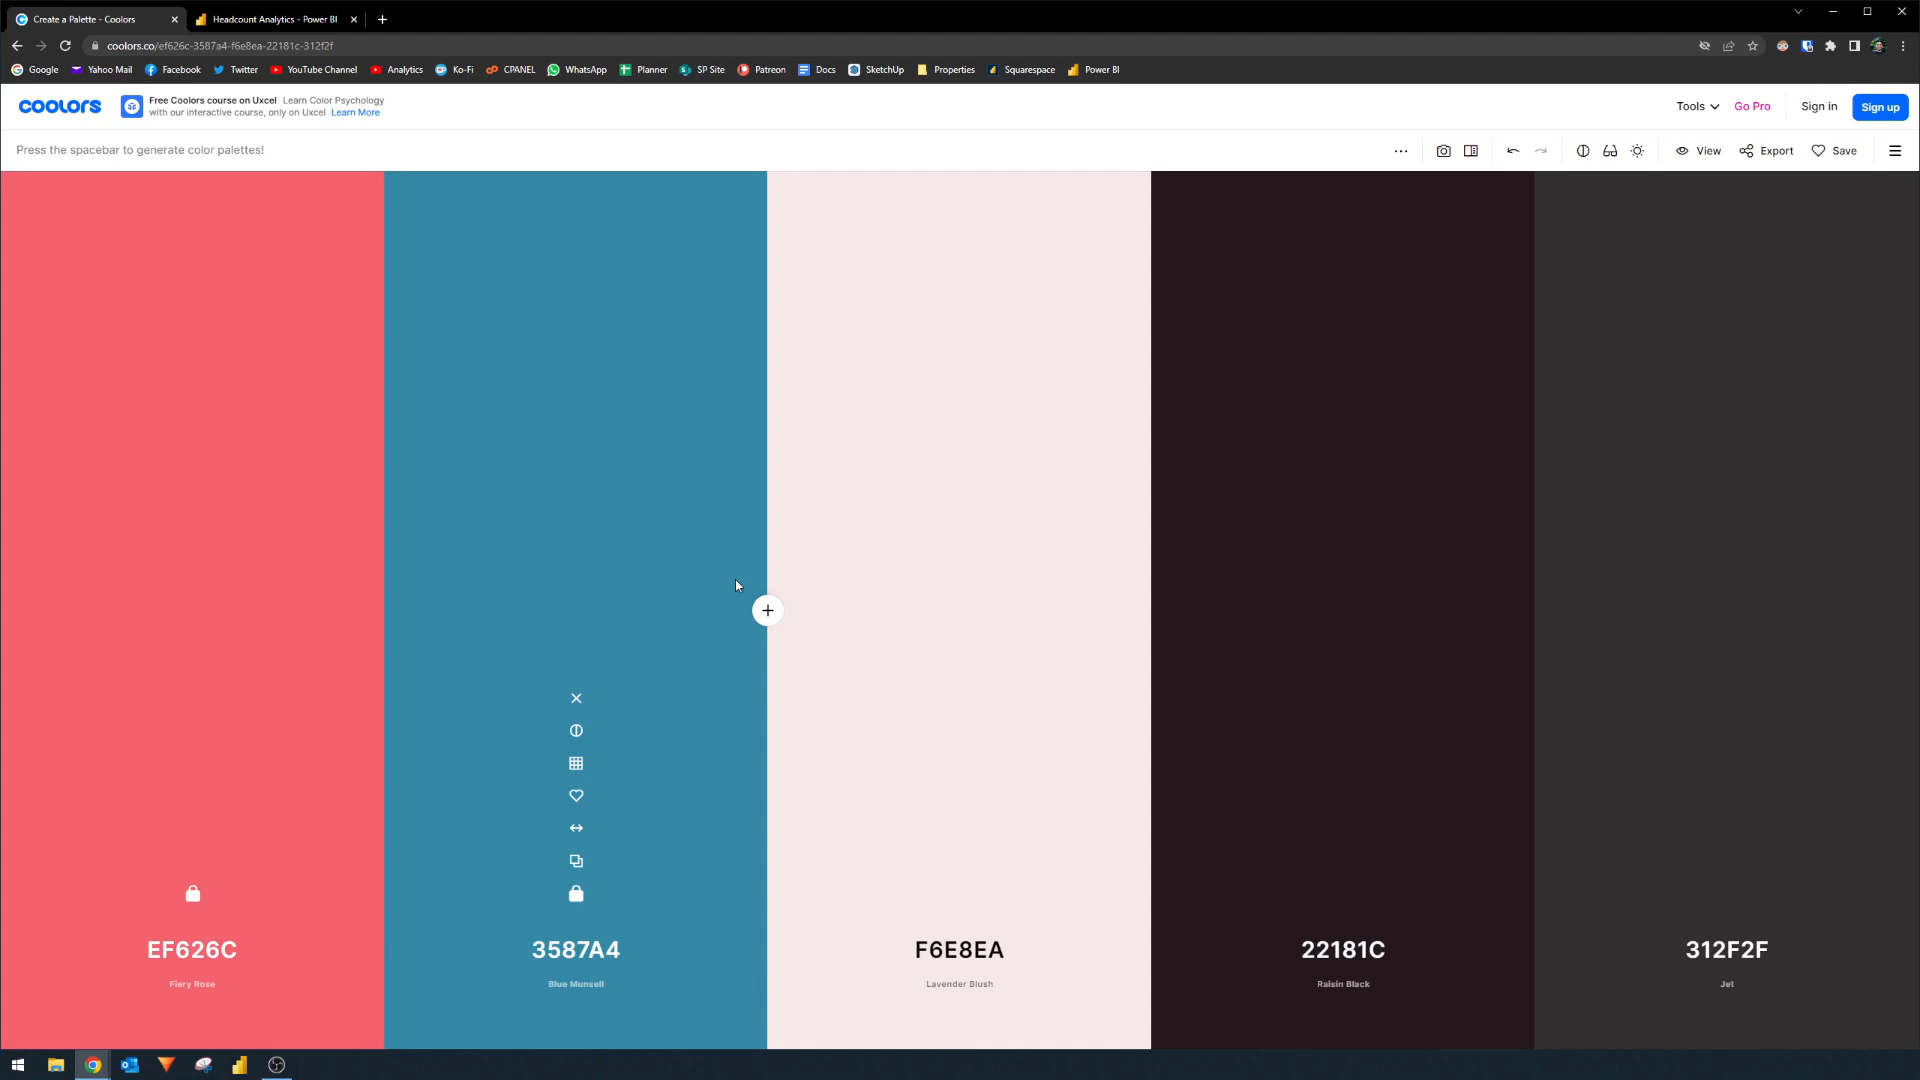 Create a Palette - Coolors
Headcount Analytics - Power BI
coolors.co/ef626c-3587a4-f6e8ea-22181c-312f2f
Google Yahoo Mail Facebook Twitter YouTube Channel Analytics Ko-Fi CPANEL WhatsApp Planner SP Site Patreon Docs SketchUp Properties Squarespace Power BI
coolors
Free Coolors course on Uxcel Learn Color Psychology
with our interactive course, only on Uxcel Learn More
Tools Go Pro Sign in Sign up
Press the spacebar to generate color palettes!
View Export Save
EF626C
Fiery Rose
3587A4
Blue Munsell
F6E8EA
Lavender Blush
22181C
Raisin Black
312F2F
Jet